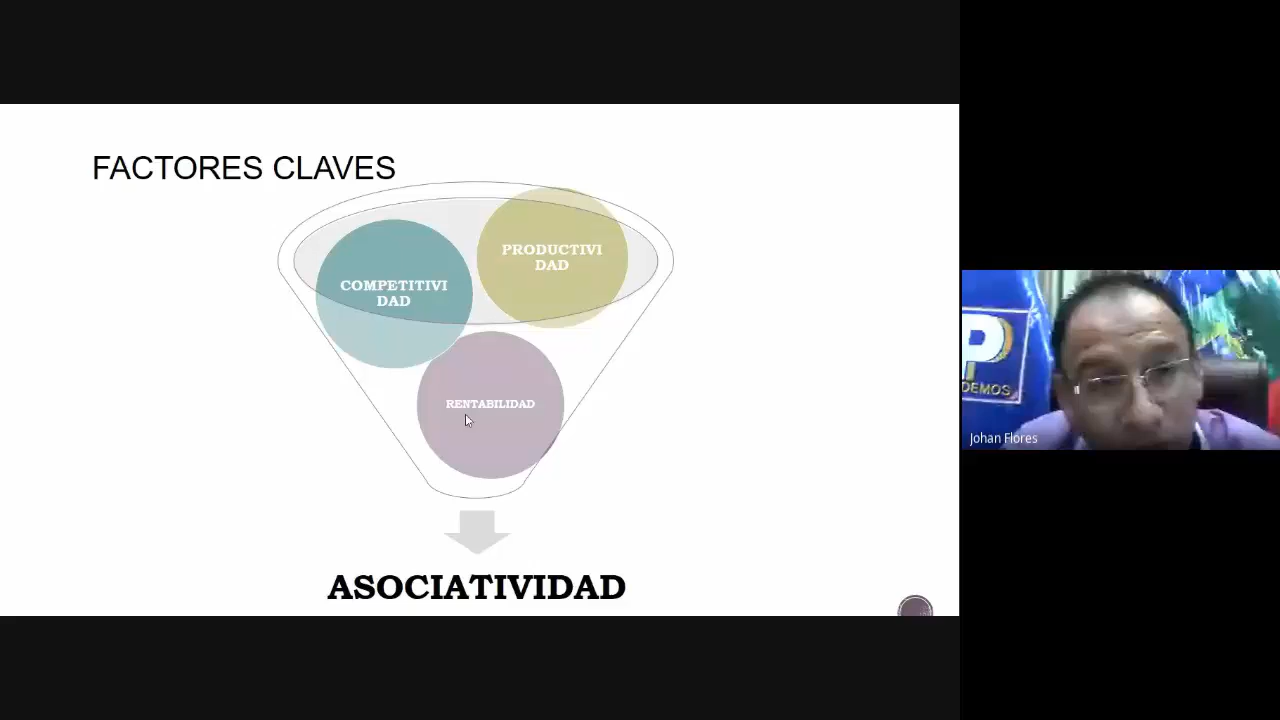 FACTORES CLAVES
PRODUCTIVI
DAD
COMPETITIVI
DAD
RENTABILIDAD
ASOCIATIVIDAD
P
DEMOS
Johan Flores